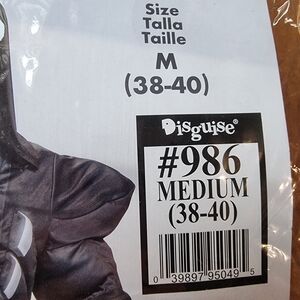 Size
Talla
Taille
M
(38-40)
Disguise®
#986
MEDIUM
(38-40)
0 39897 95049 5